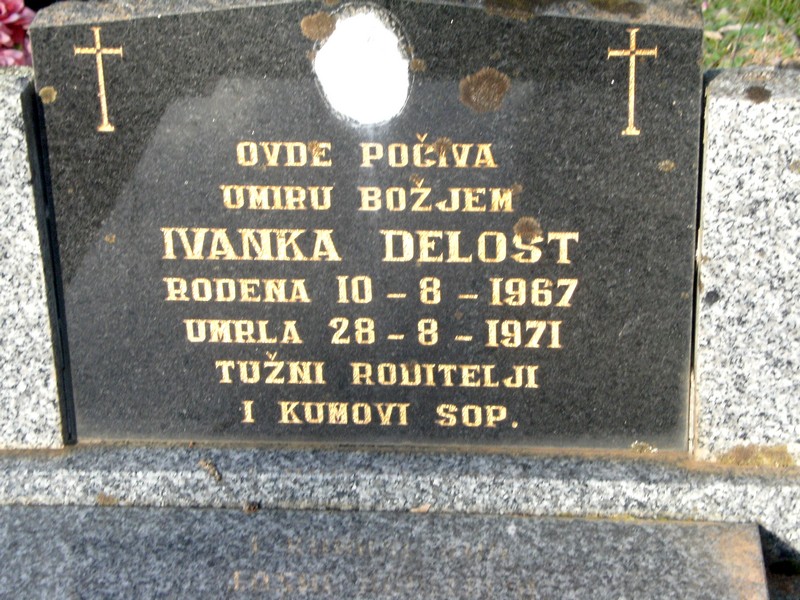 OVDE POČIVA
UMIRU BOŽJEM
IVANKA DELOST
RODENA 10 - 8 - 1967
UMRLA 28 - 8 - 1971
TUŽNI RODITELJI
I KUMOVI SOP.